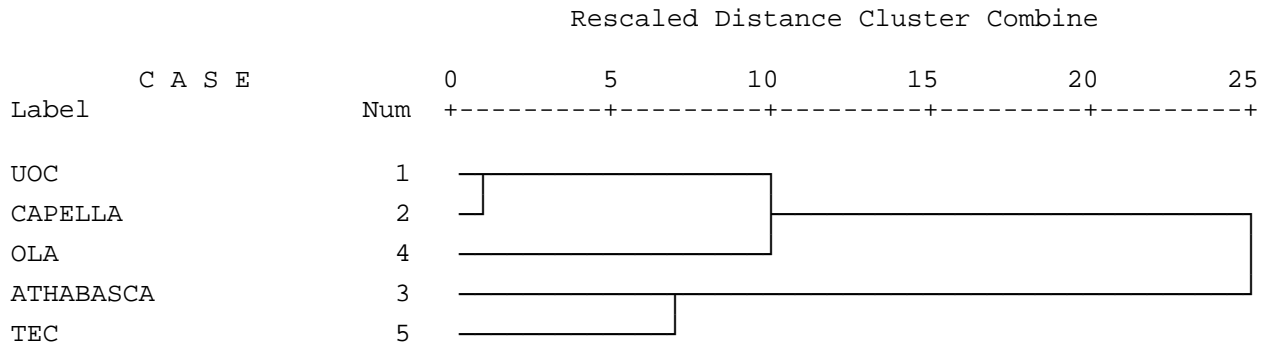 Rescaled Distance Cluster Combine
C A S E 0 5 10 15 20 25
Label Num +---------+---------+---------+---------+---------+
UOC 1
CAPELLA 2
OLA 4
ATHABASCA 3
TEC 5